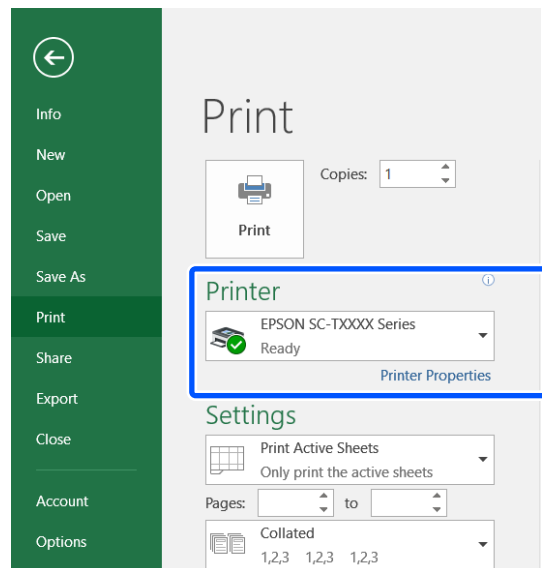 Info
New
Open
Save
Save As
Print
Share
Export
Close
Account
Options
Print
Copies: 1
Print
Printer
EPSON SC-TXXXX Series
Ready
Printer Properties
Settings
Print Active Sheets
Only print the active sheets
Pages: to
Collated
1,2,3 1,2,3 1,2,3